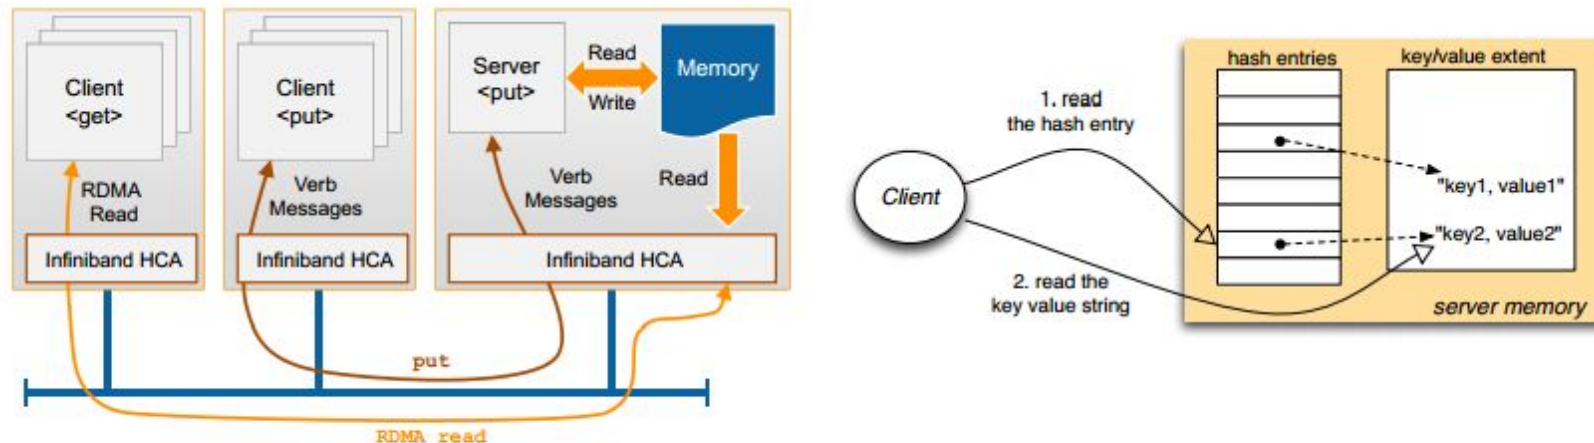 Client
<get>
RDMA
Read
Infiniband HCA
Client
<put>
Verb
Messages
Infiniband HCA
Server
<put>
Read
Write
Memory
Verb
Messages
Read
Infiniband HCA
put
RDMA read
Client
1. read
the hash entry
2. read the
key value string
hash entries
key/value extent
"key1, value1"
"key2, value2"
server memory